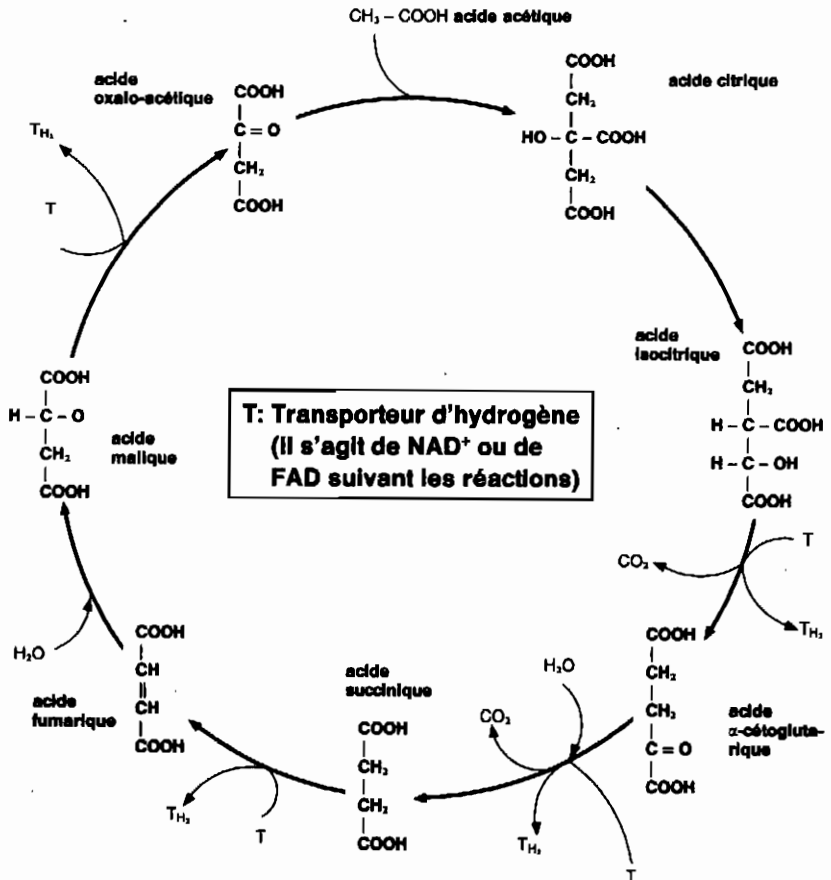 CH₃ – COOH acide acétique
acide
oxalo-acétique
COOH
C = O
CH₂
COOH
COOH
CH₂
HO – C – COOH
CH₂
COOH
acide citrique
TH₂
T
acide
isocitrique
COOH
CH₂
H – C – COOH
H – C – OH
COOH
COOH
H – C – O
CH₂
COOH
acide
malique
T: Transporteur d'hydrogène
(Il s'agit de NAD⁺ ou de
FAD suivant les réactions)
CO₂
T
TH₂
H₂O
COOH
CH
CH
COOH
acide
fumarique
acide
succinique
COOH
CH₂
CH₂
COOH
H₂O
CO₂
COOH
CH₂
CH₂
C = O
COOH
acide
α-cétogluta-
rique
TH₂
T
TH₂
T